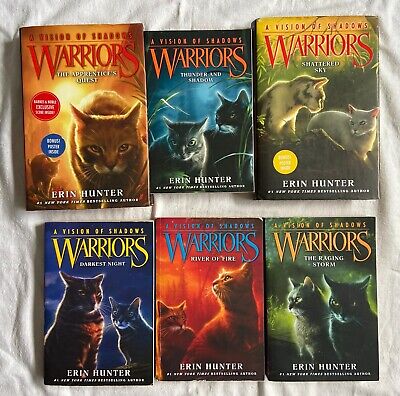 A VISION OF SHADOWS
WARRIORS
THE APPRENTICE'S
QUEST
BARNES & NOBLE
EXCLUSIVE
BONUS!
POSTER
INSIDE
ERIN HUNTER
#1 NEW YORK TIMES BESTSELLING AUTHOR
A VISION OF SHADOWS
WARRIORS
THUNDER AND
SHADOW
ERIN HUNTER
#1 NEW YORK TIMES BESTSELLING AUTHOR
A VISION OF SHADOWS
WARRIORS
SHATTERED
SKY
BONUS!
POSTER
INSIDE
ERIN HUNTER
#1 NEW YORK TIMES BESTSELLING AUTHOR
A VISION OF SHADOWS
WARRIORS
DARKEST NIGHT
ERIN HUNTER
#1 NEW YORK TIMES BESTSELLING AUTHOR
A VISION OF SHADOWS
WARRIORS
RIVER OF FIRE
ERIN HUNTER
#1 NEW YORK TIMES BESTSELLING AUTHOR
A VISION OF SHADOWS
WARRIORS
THE RAGING
STORM
ERIN HUNTER
#1 NEW YORK TIMES BESTSELLING AUTHOR